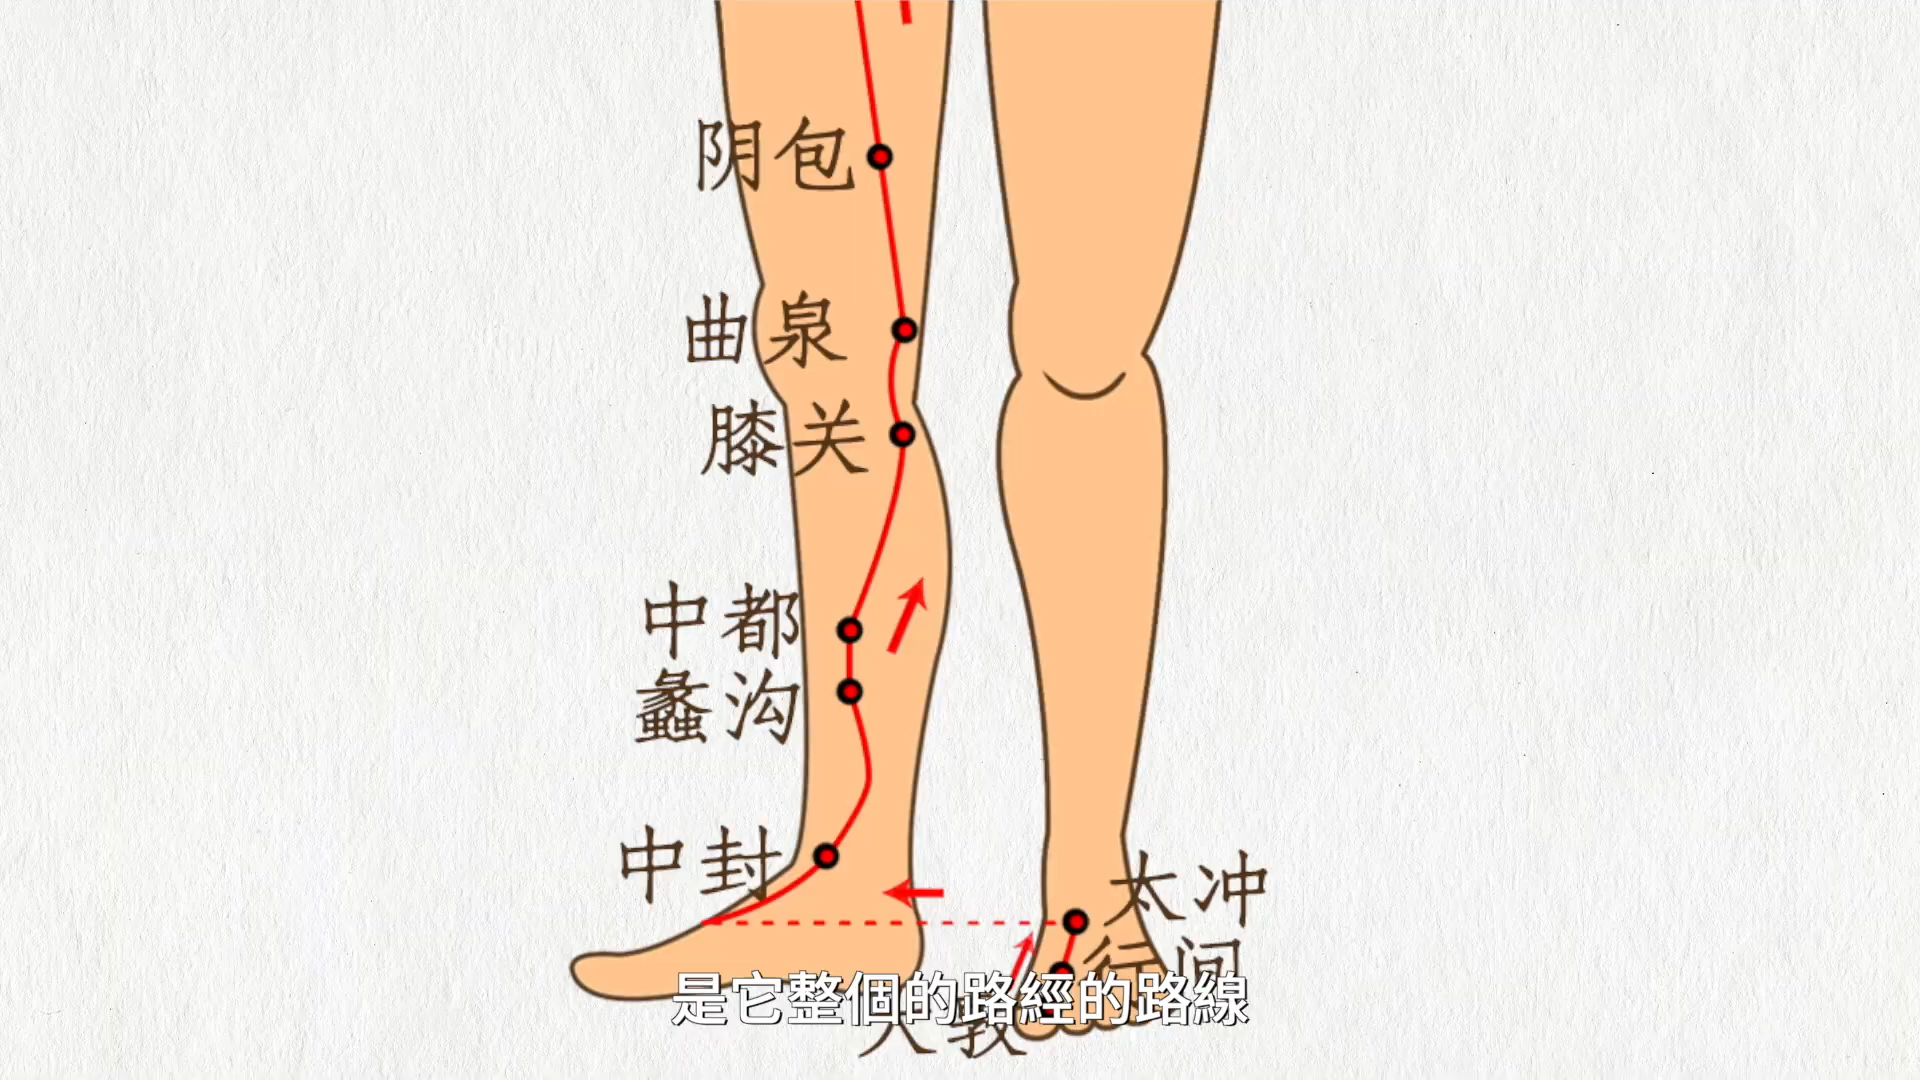 阴包
曲泉
膝关
中都
蠡沟
中封
太冲
行间
是它整個的路經的路線
大敦